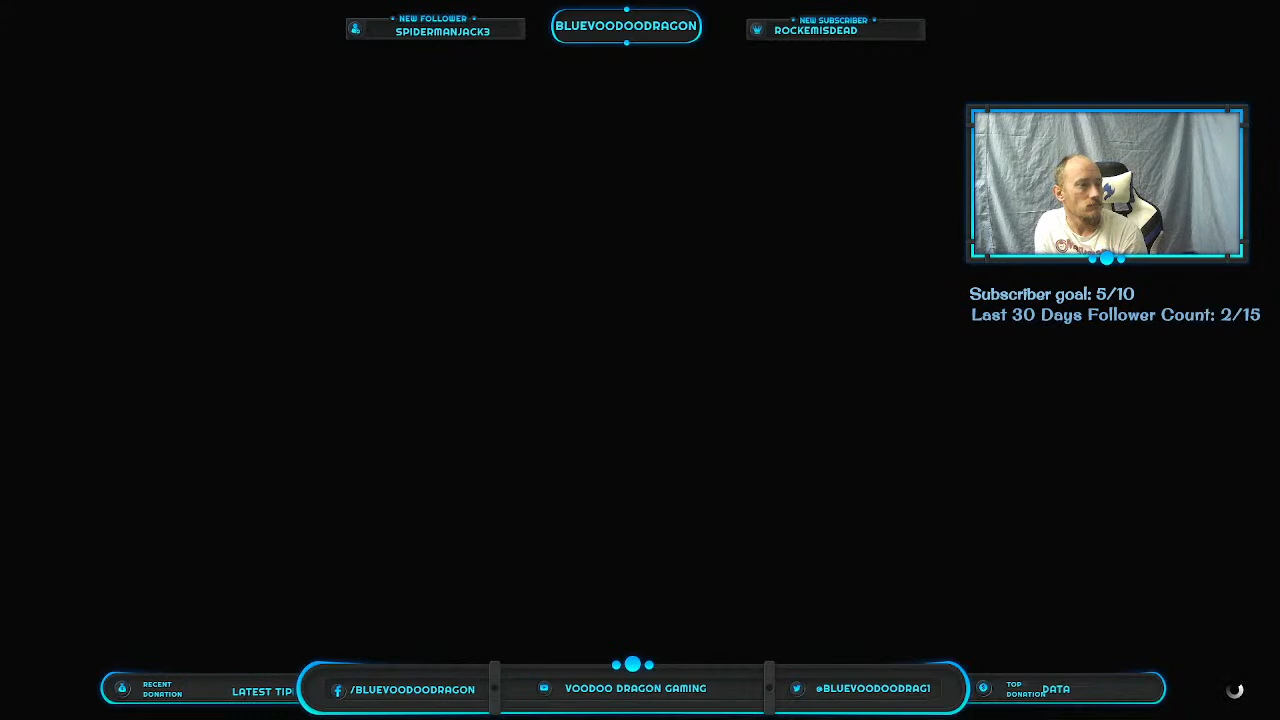 NEW FOLLOWER
SPIDERMANJACK3
BLUEVOODOODRAGON
NEW SUBSCRIBER
ROCKEMISDEAD
Subscriber goal: 5/10
Last 30 Days Follower Count: 2/15
RECENT
DONATION
LATEST TIP
/BLUEVOODOODRAGON
VOODOO DRAGON GAMING
@BLUEVOODOODRAG1
TOP
DONATION
DATA